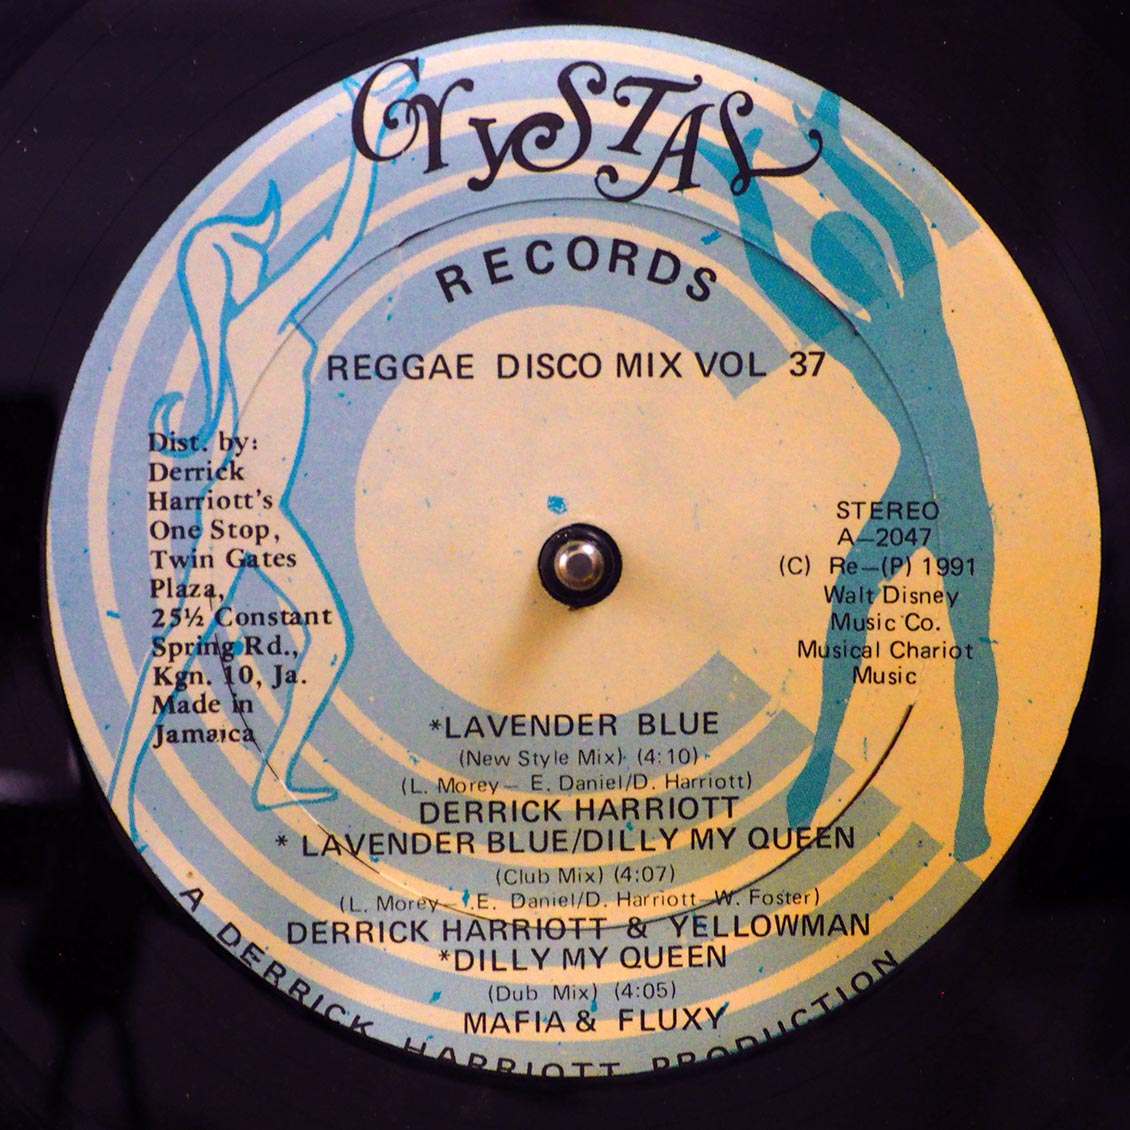 CrySTAL
RECORDS
REGGAE DISCO MIX VOL 37
Dist. by:
Derrick
Harriott's
One Stop,
Twin Gates
Plaza,
25½ Constant
Spring Rd.,
Kgn. 10, Ja.
Made in
Jamaica
STEREO
A-2047
(C) Re-(P) 1991
Walt Disney
Music Co.
Musical Chariot
Music
*LAVENDER BLUE
(New Style Mix) (4:10)
(L. Morey- E. Daniel/D. Harriott)
DERRICK HARRIOTT
* LAVENDER BLUE/DILLY MY QUEEN
(Club Mix) (4:07)
(L. Morey- E. Daniel/D. Harriott-W. Foster)
DERRICK HARRIOTT & YELLOWMAN
*DILLY MY QUEEN
(Dub Mix) (4:05)
MAFIA & FLUXY
A DERRICK HARRIOTT PRODUCTION